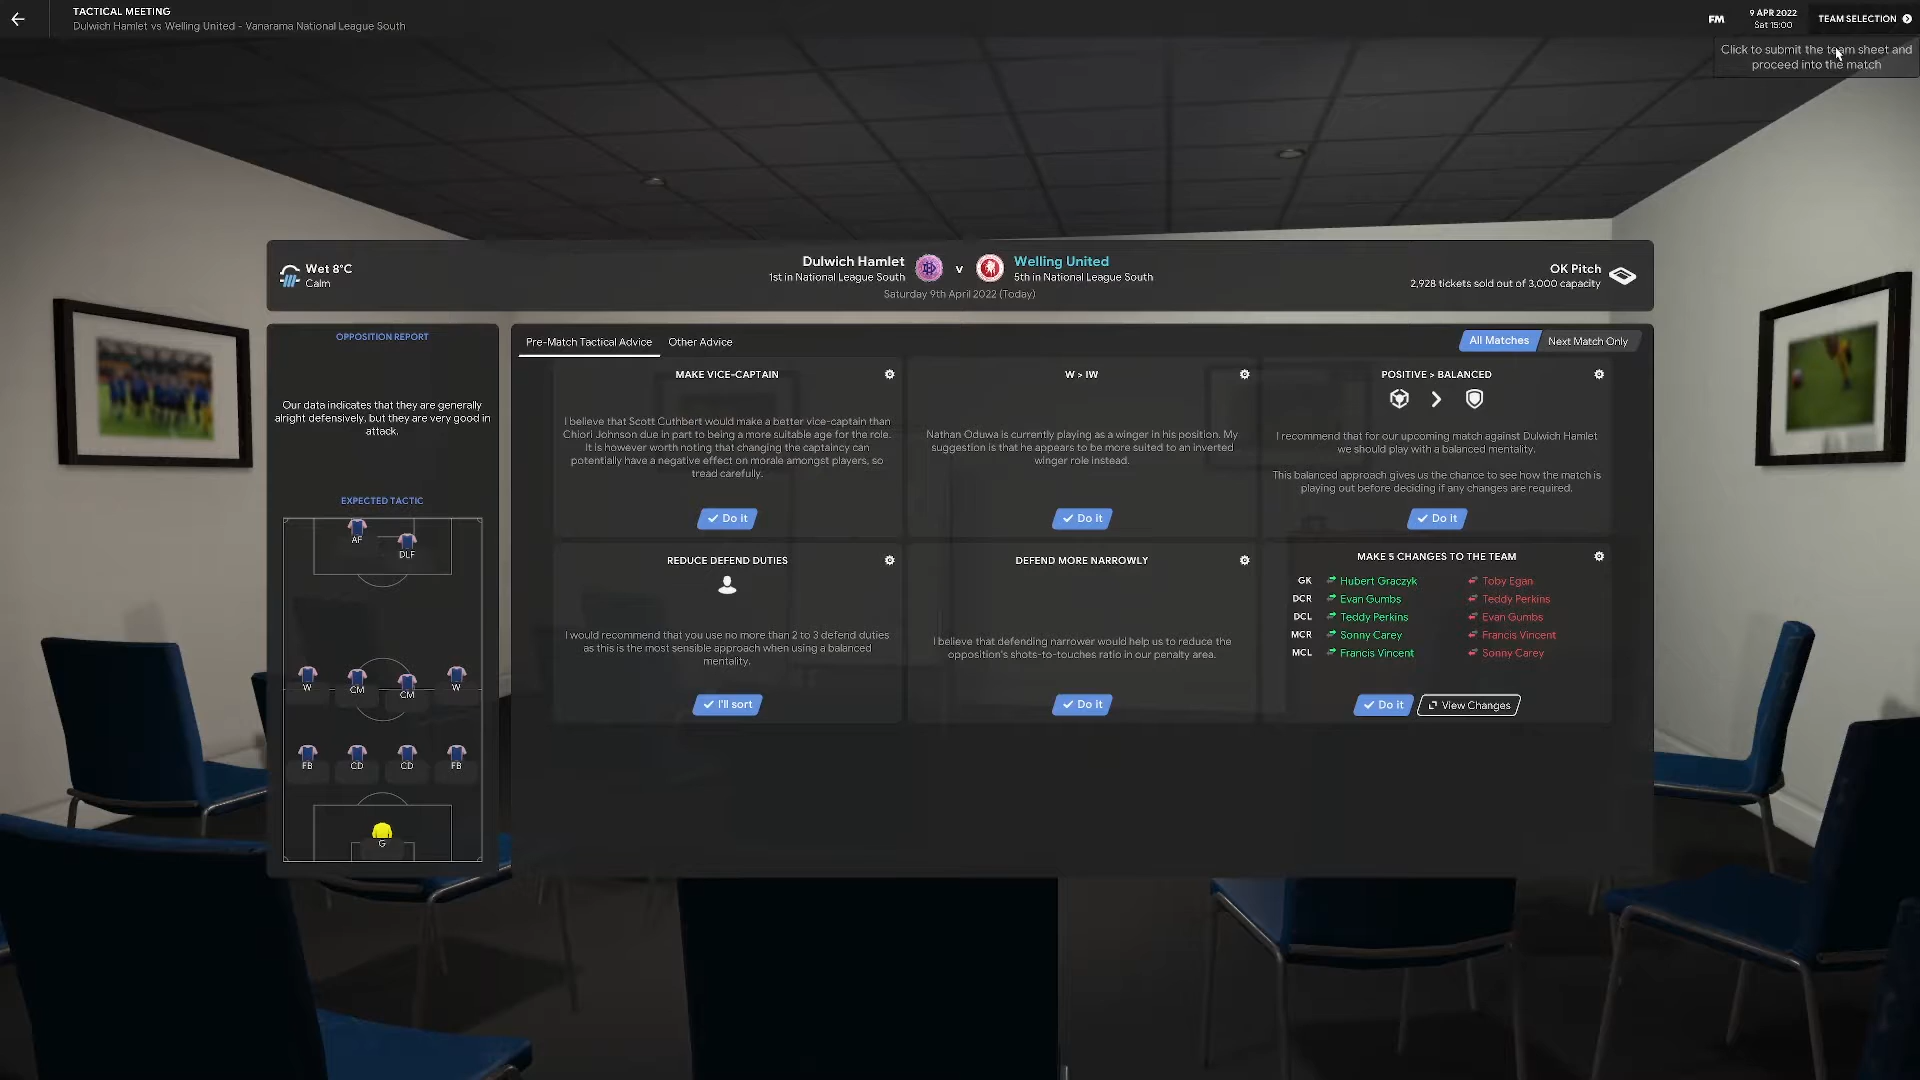 TACTICAL MEETING
Dulwich Hamlet vs Welling United - Vanarama National League South
FM
9 APR 2022
Sat 15:00
TEAM SELECTION
Click to submit the team sheet and
proceed into the match
Wet 8°C
Calm
Dulwich Hamlet
1st in National League South
v
Welling United
5th in National League South
Saturday 9th April 2022 (Today)
OK Pitch
2,928 tickets sold out of 3,000 capacity
OPPOSITION REPORT
Our data indicates that they are generally
alright defensively, but they are very good in
attack.
EXPECTED TACTIC
AF
DLF
W
CM
CM
W
FB
CD
CD
FB
G
Pre-Match Tactical Advice
Other Advice
All Matches
Next Match Only
MAKE VICE-CAPTAIN
I believe that Scott Cuthbert would make a better vice-captain than
Chiori Johnson due in part to being a more suitable age for the role.
It is however worth noting that changing the captaincy can
potentially have a negative effect on morale amongst players, so
tread carefully.
Do it
W > IW
Nathan Oduwa is currently playing as a winger in his position. My
suggestion is that he appears to be more suited to an inverted
winger role instead.
Do it
POSITIVE > BALANCED
I recommend that for our upcoming match against Dulwich Hamlet
we should play with a balanced mentality.
This balanced approach gives us the chance to see how the match is
playing out before deciding if any changes are required.
Do it
REDUCE DEFEND DUTIES
I would recommend that you use no more than 2 to 3 defend duties
as this is the most sensible approach when using a balanced
mentality.
I'll sort
DEFEND MORE NARROWLY
I believe that defending narrower would help us to reduce the
opposition's shots-to-touches ratio in our penalty area.
Do it
MAKE 5 CHANGES TO THE TEAM
GK Hubert Graczyk Toby Egan
DCR Evan Gumbs Teddy Perkins
DCL Teddy Perkins Evan Gumbs
MCR Sonny Carey Francis Vincent
MCL Francis Vincent Sonny Carey
Do it
View Changes